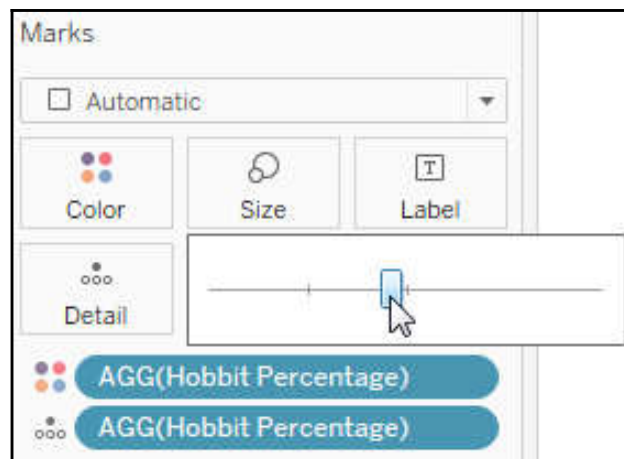 Marks
Automatic
Color Size Label
T
Detail
AGG(Hobbit Percentage)
AGG(Hobbit Percentage)